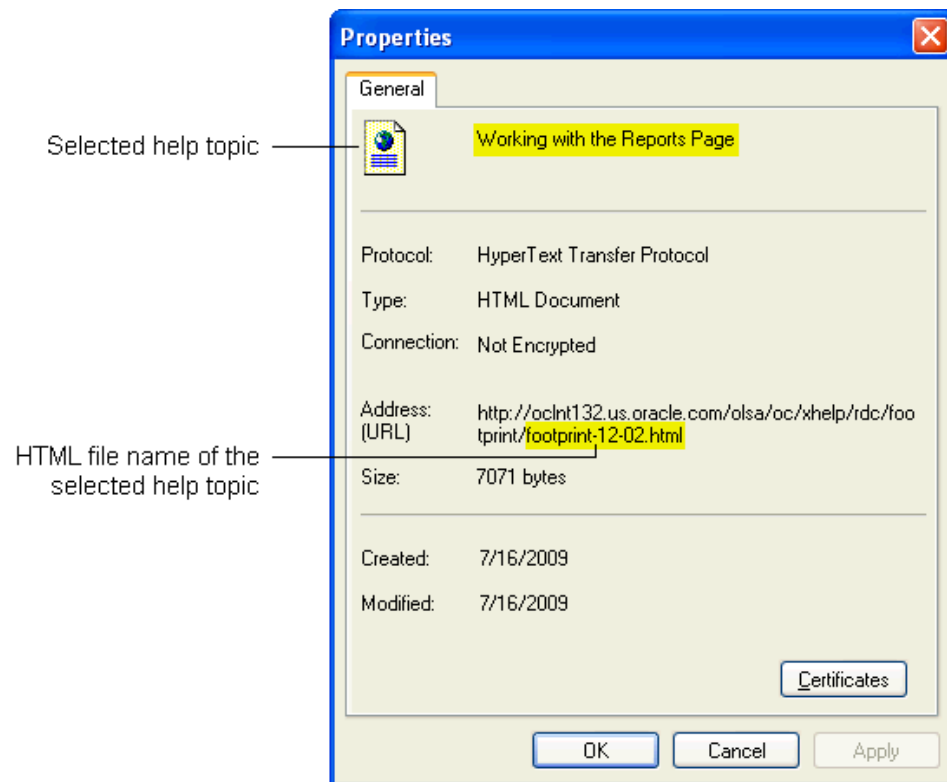 Properties
General
Selected help topic
Working with the Reports Page
Protocol: HyperText Transfer Protocol
Type: HTML Document
Connection: Not Encrypted
Address: http://oclnt132.us.oracle.com/olsa/oc/xhelp/rdc/foo
(URL) tprint/footprint-12-02.html
HTML file name of the
selected help topic
Size: 7071 bytes
Created: 7/16/2009
Modified: 7/16/2009
Certificates
OK Cancel Apply